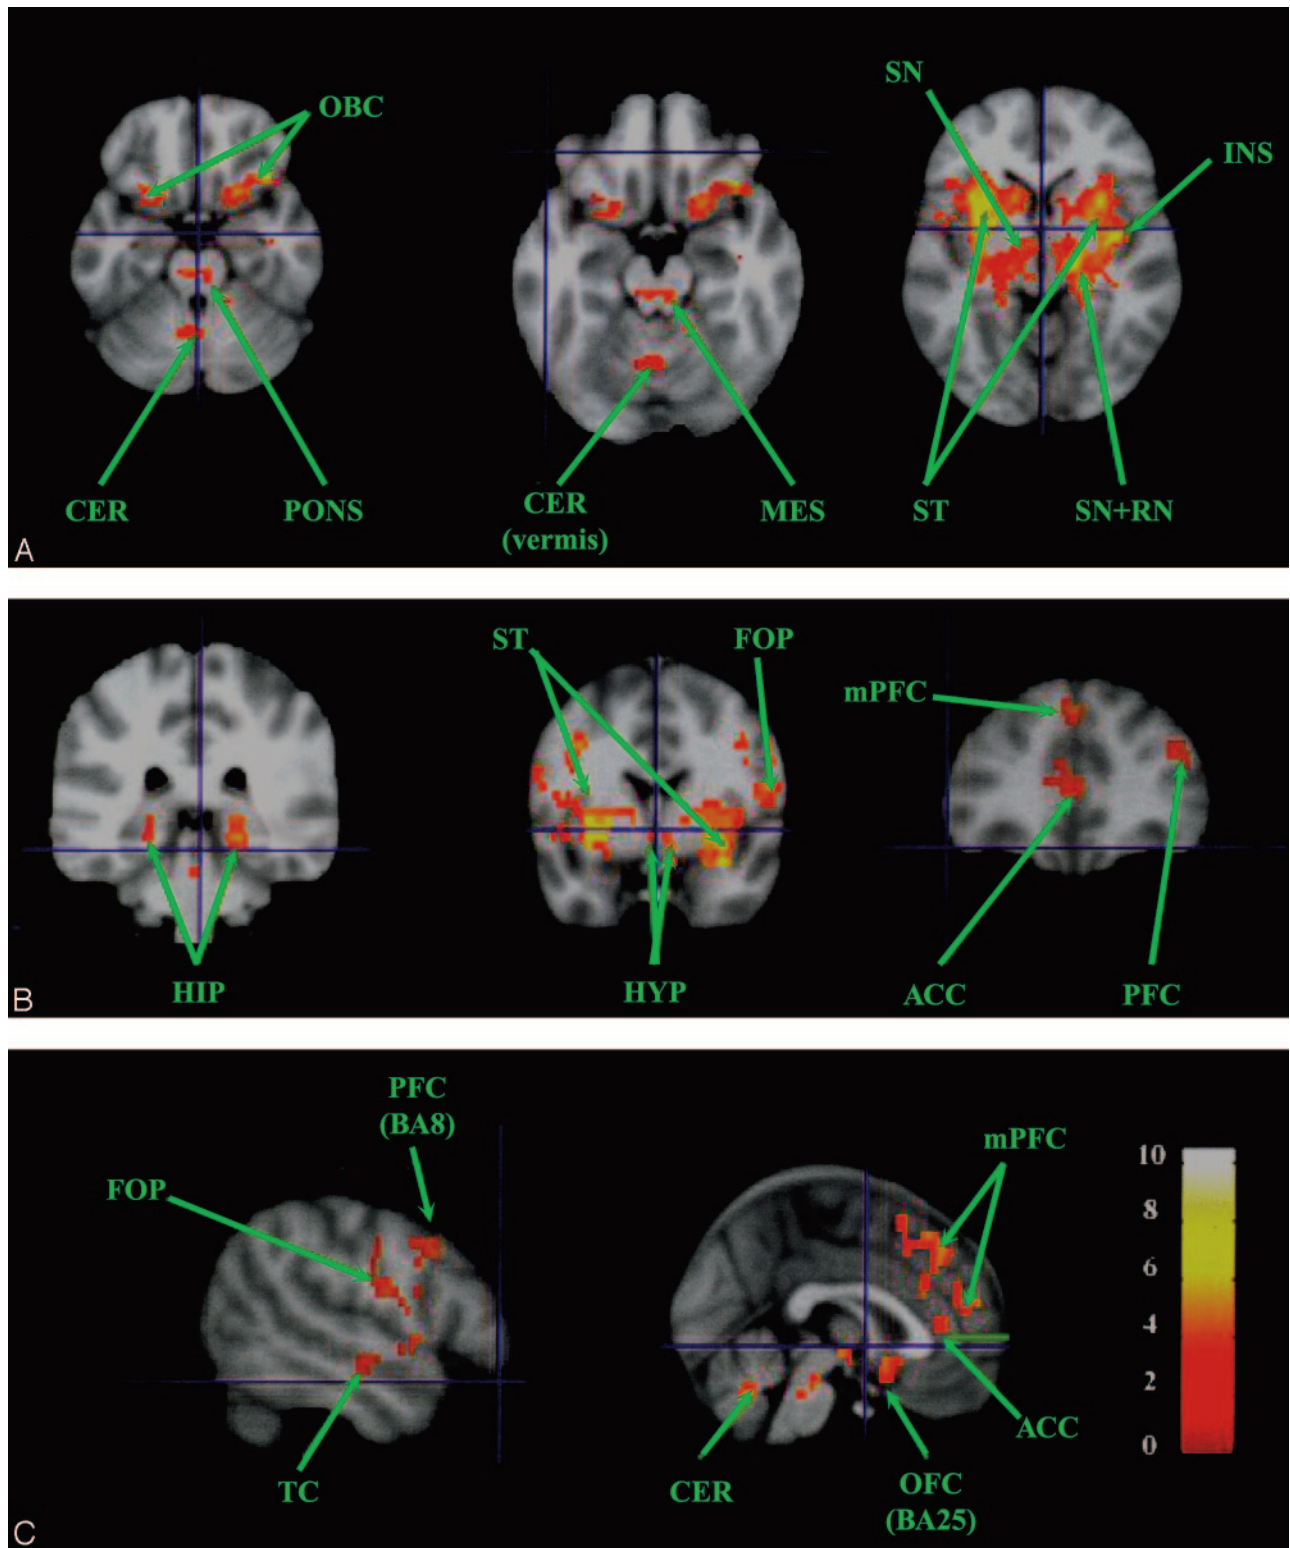 OBC
SN
INS
CER
PONS
CER
(vermis)
MES
ST
SN+RN
A
ST
FOP
mPFC
HIP
HYP
ACC
PFC
B
PFC
(BA8)
FOP
mPFC
10
8
6
4
2
0
TC
CER
OFC
(BA25)
ACC
C